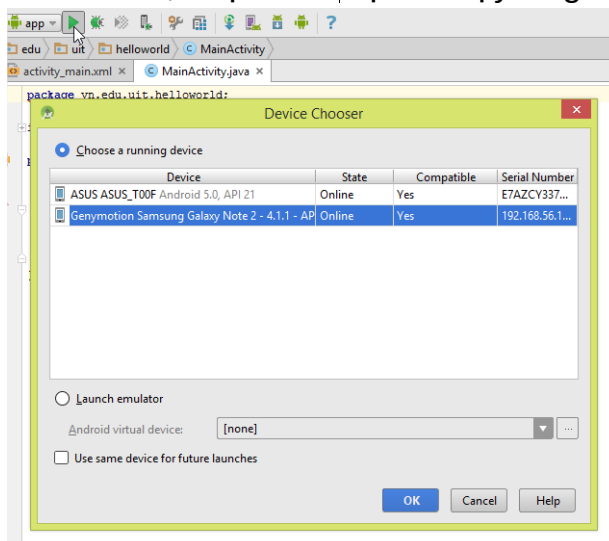 app
edu uit helloworld MainActivity
activity_main.xml × MainActivity.java ×
package vn.edu.uit.helloworld;
Device Chooser
Choose a running device
Device State Compatible Serial Number
ASUS ASUS_T00F Android 5.0, API 21 Online Yes E7AZCY337...
Genymotion Samsung Galaxy Note 2 - 4.1.1 - AP Online Yes 192.168.56.1...
Launch emulator
Android virtual device: [none] ...
Use same device for future launches
OK Cancel Help